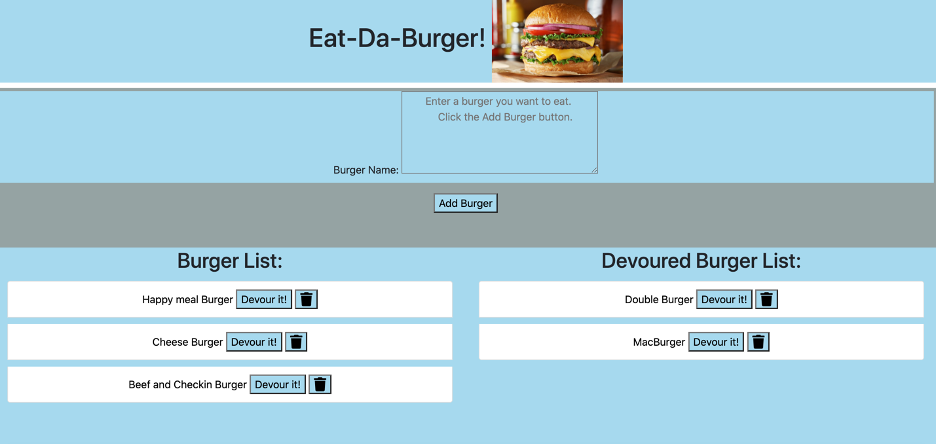 Eat-Da-Burger!
Enter a burger you want to eat.
Click the Add Burger button.
Burger Name:
Add Burger
Burger List:
Happy meal Burger Devour it!
Cheese Burger Devour it!
Beef and Checkin Burger Devour it!
Devoured Burger List:
Double Burger Devour it!
MacBurger Devour it!